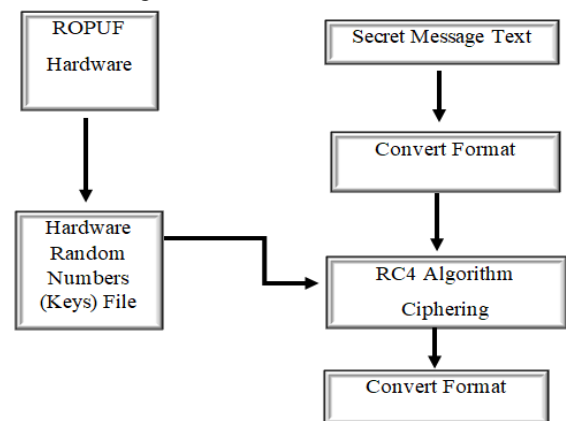 ROPUF
Hardware
Secret Message Text
Convert Format
Hardware
Random
Numbers
(Keys) File
RC4 Algorithm
Ciphering
Convert Format